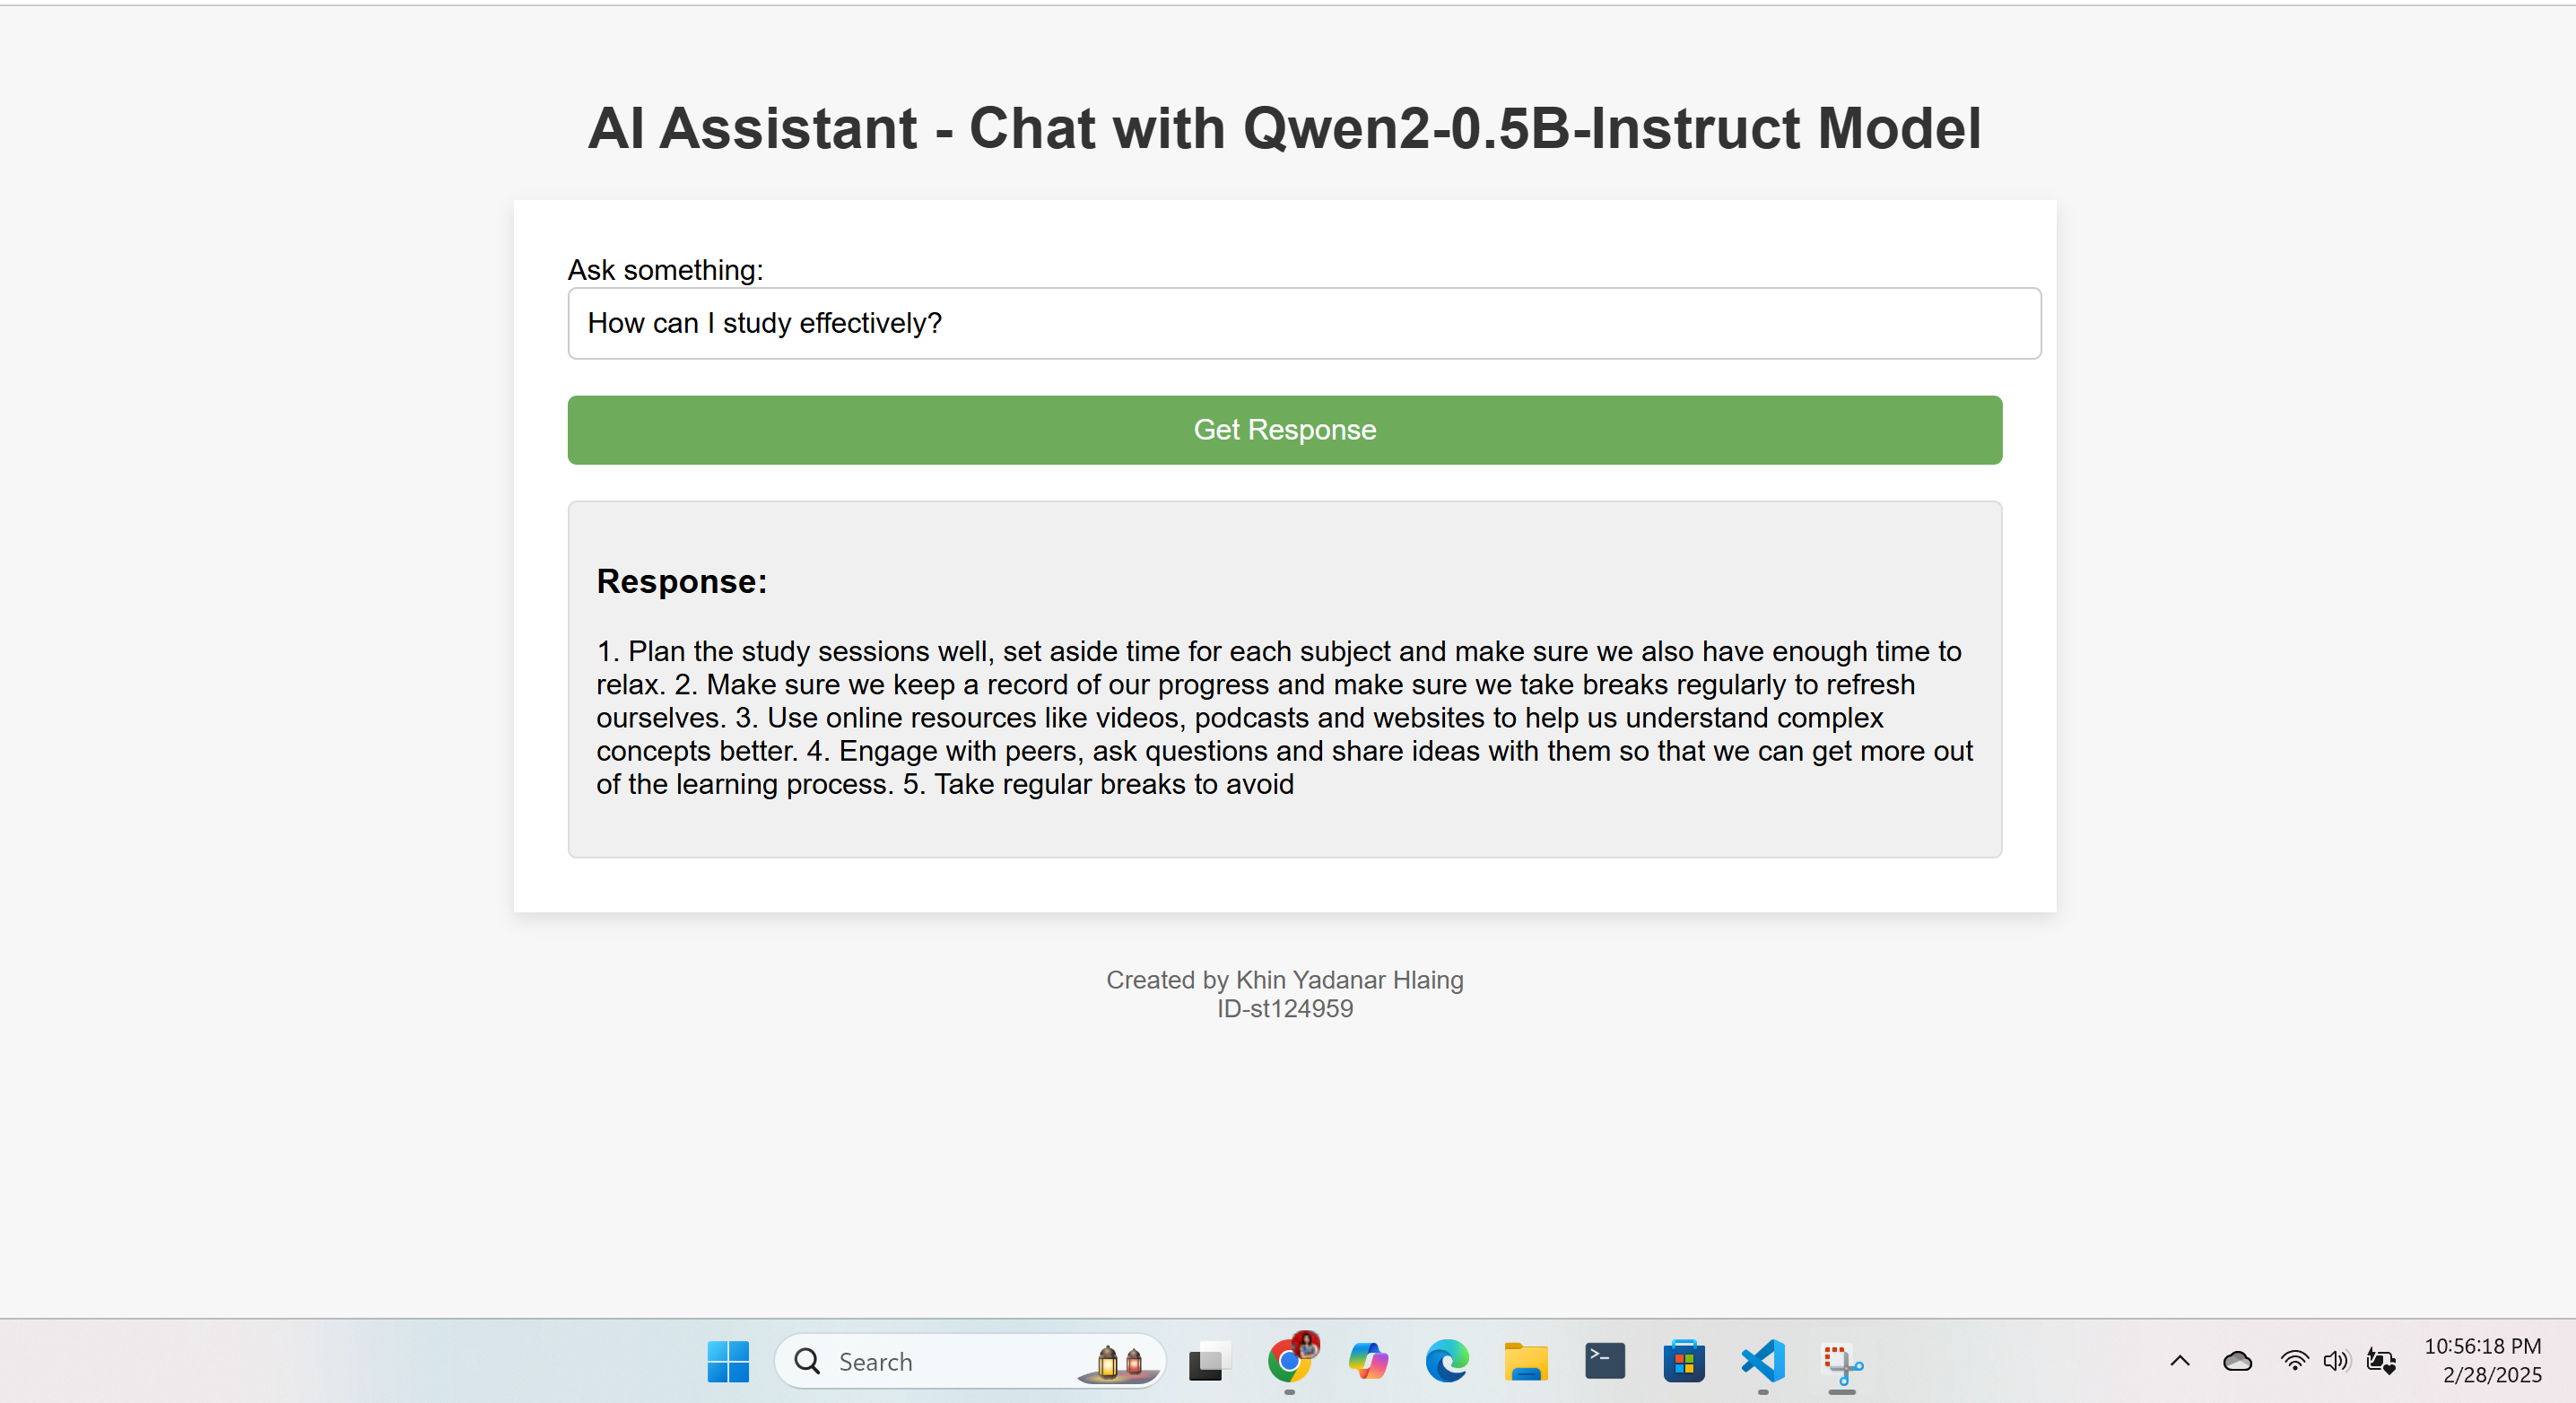 AI Assistant - Chat with Qwen2-0.5B-Instruct Model
Ask something:
How can I study effectively?
Get Response
Response:
1. Plan the study sessions well, set aside time for each subject and make sure we also have enough time to
relax. 2. Make sure we keep a record of our progress and make sure we take breaks regularly to refresh
ourselves. 3. Use online resources like videos, podcasts and websites to help us understand complex
concepts better. 4. Engage with peers, ask questions and share ideas with them so that we can get more out
of the learning process. 5. Take regular breaks to avoid
Created by Khin Yadanar Hlaing
ID-st124959
Search
10:56:18 PM
2/28/2025